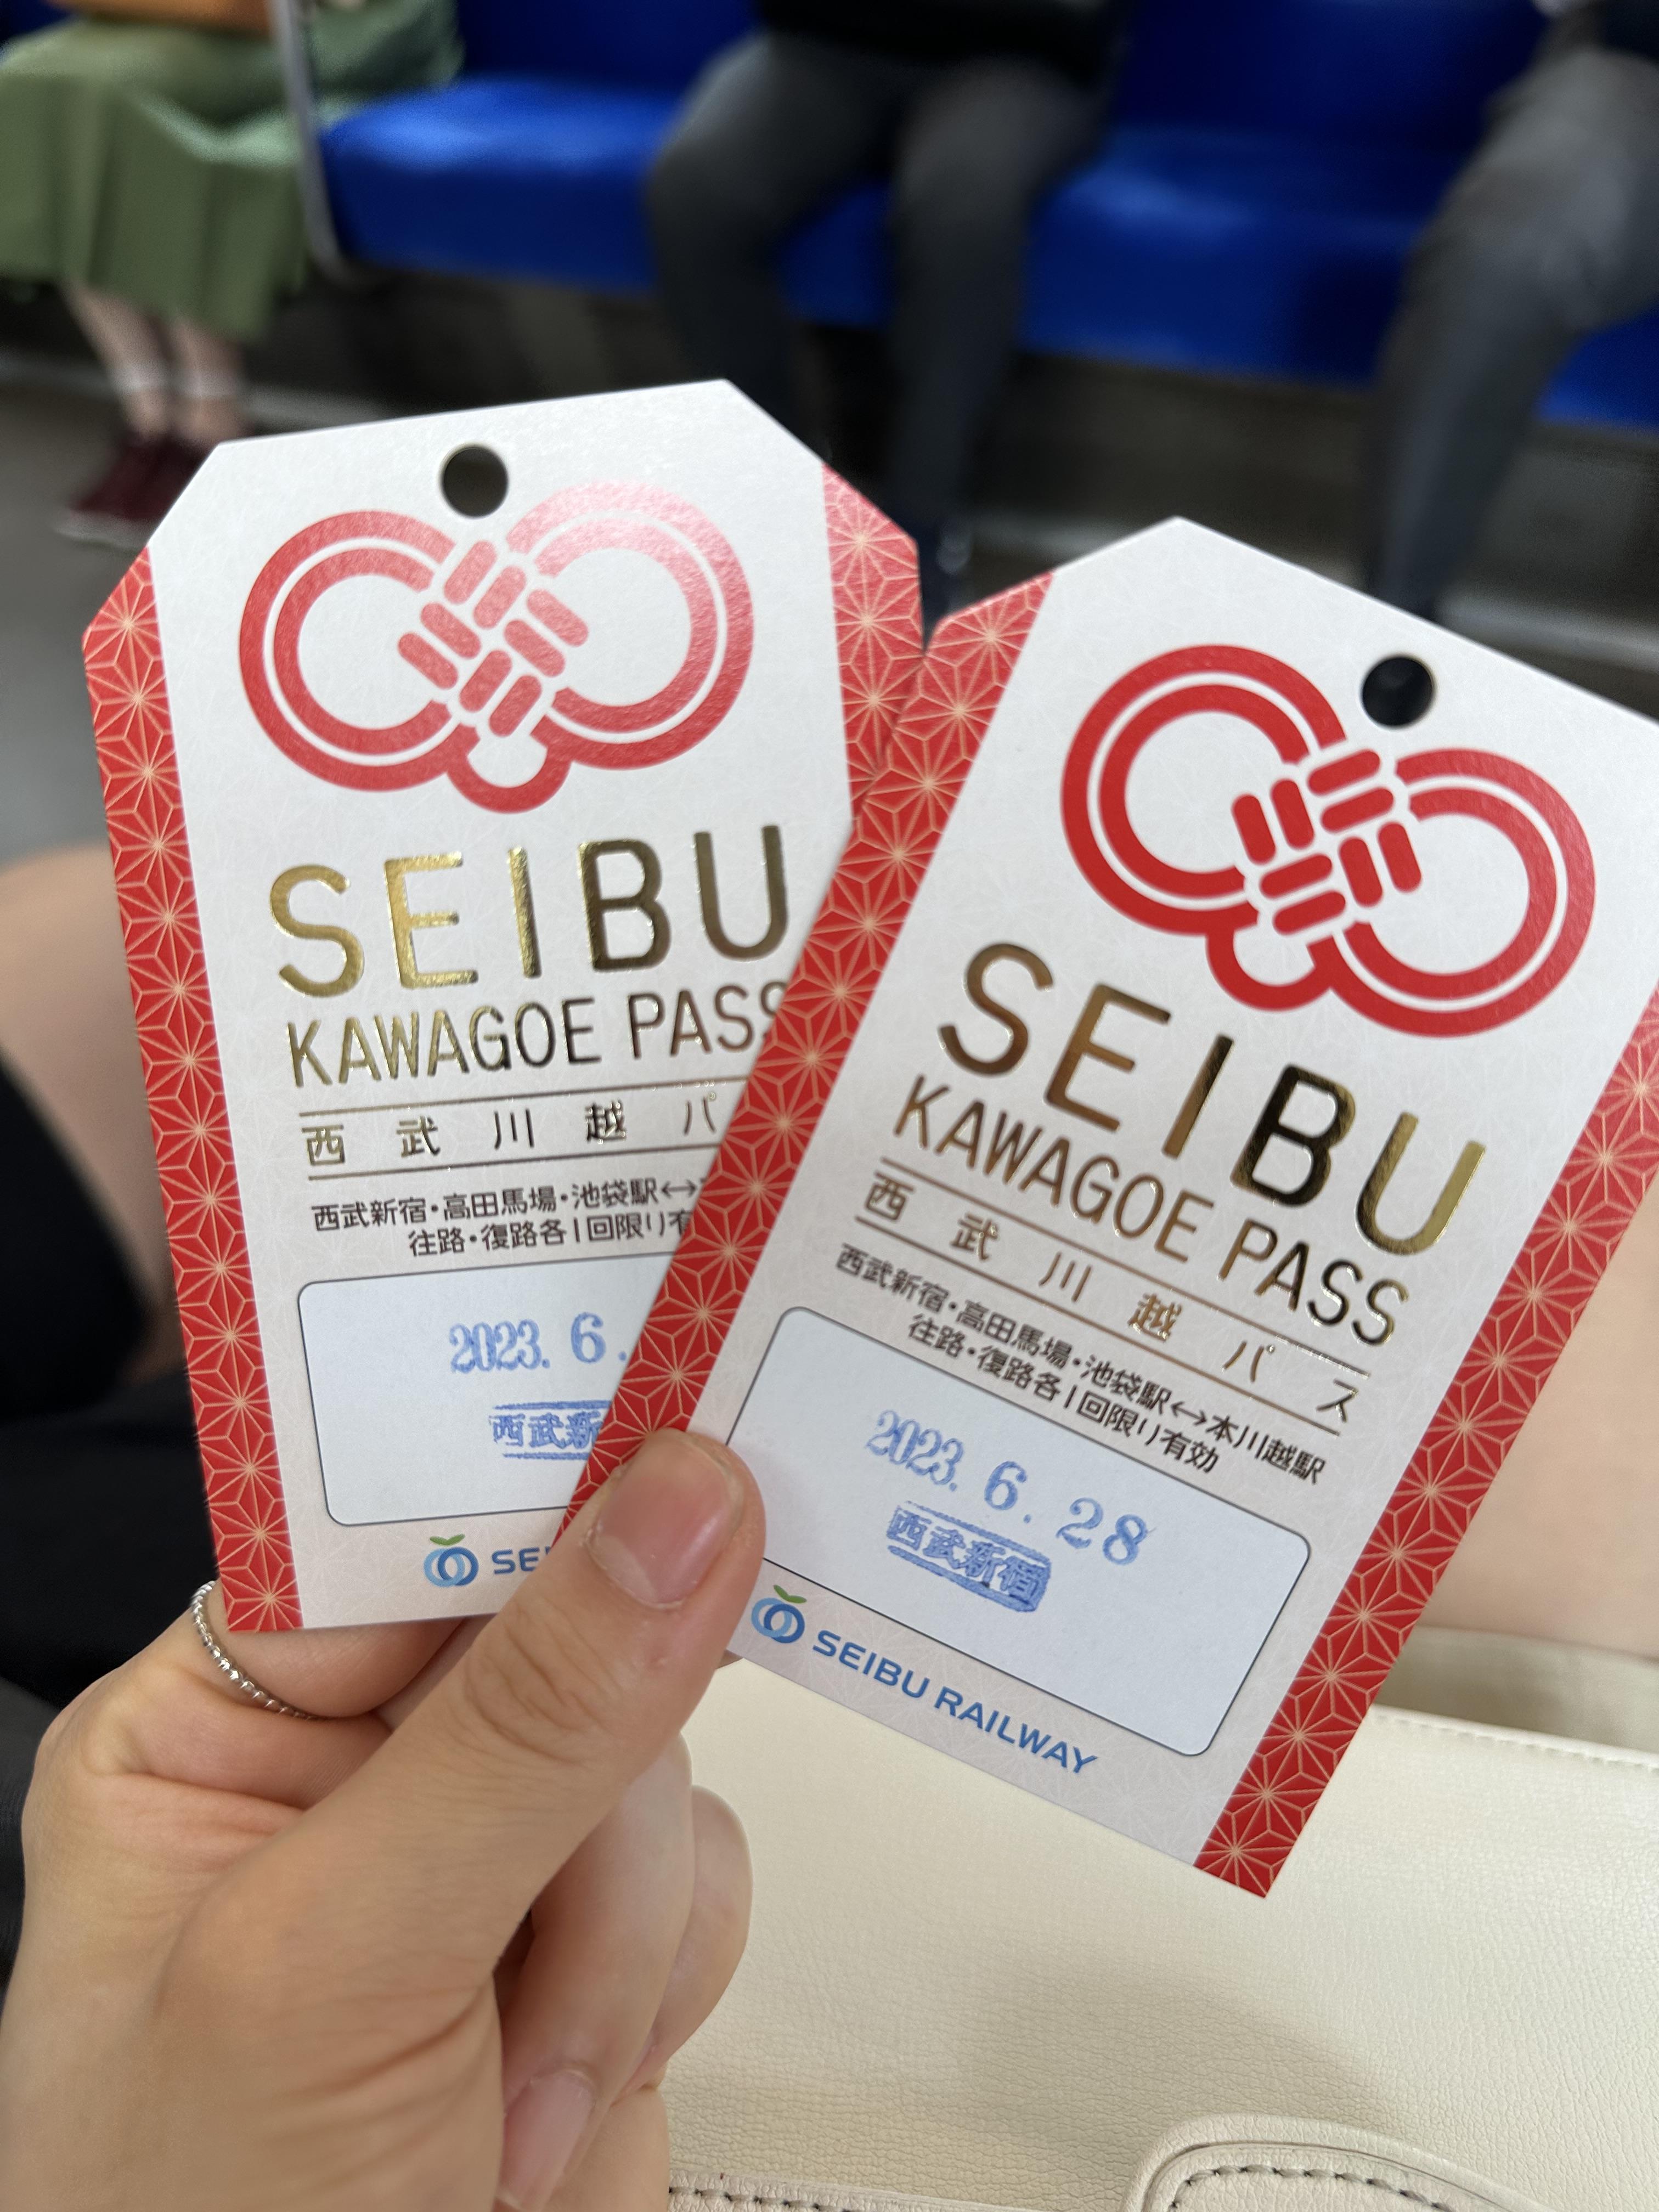 SEIBU
KAWAGOE PASS
西武川越パ
西武新宿・高田馬場・池袋駅↔
往路・復路各1回限り有
2023. 6.
西武新
SEI
SEIBU
KAWAGOE PASS
西武川越パス
西武新宿・高田馬場・池袋駅↔本川越駅
往路・復路各1回限り有効
2023. 6. 28
西武新宿
SEIBU RAILWAY